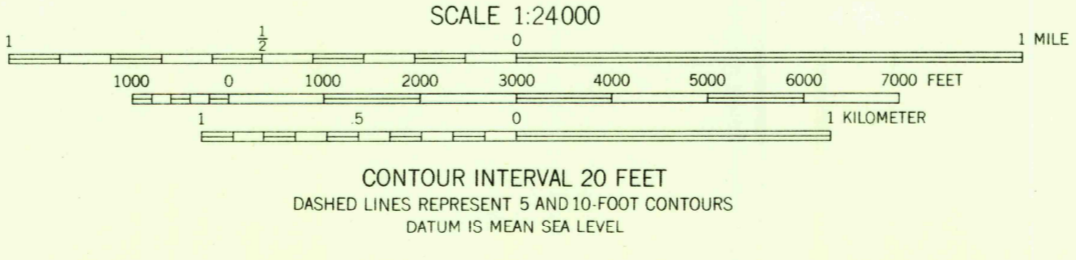 SCALE 1:24000
1 1/2 0 1 MILE
1000 0 1000 2000 3000 4000 5000 6000 7000 FEET
1 .5 0 1 KILOMETER
CONTOUR INTERVAL 20 FEET
DASHED LINES REPRESENT 5 AND 10-FOOT CONTOURS
DATUM IS MEAN SEA LEVEL